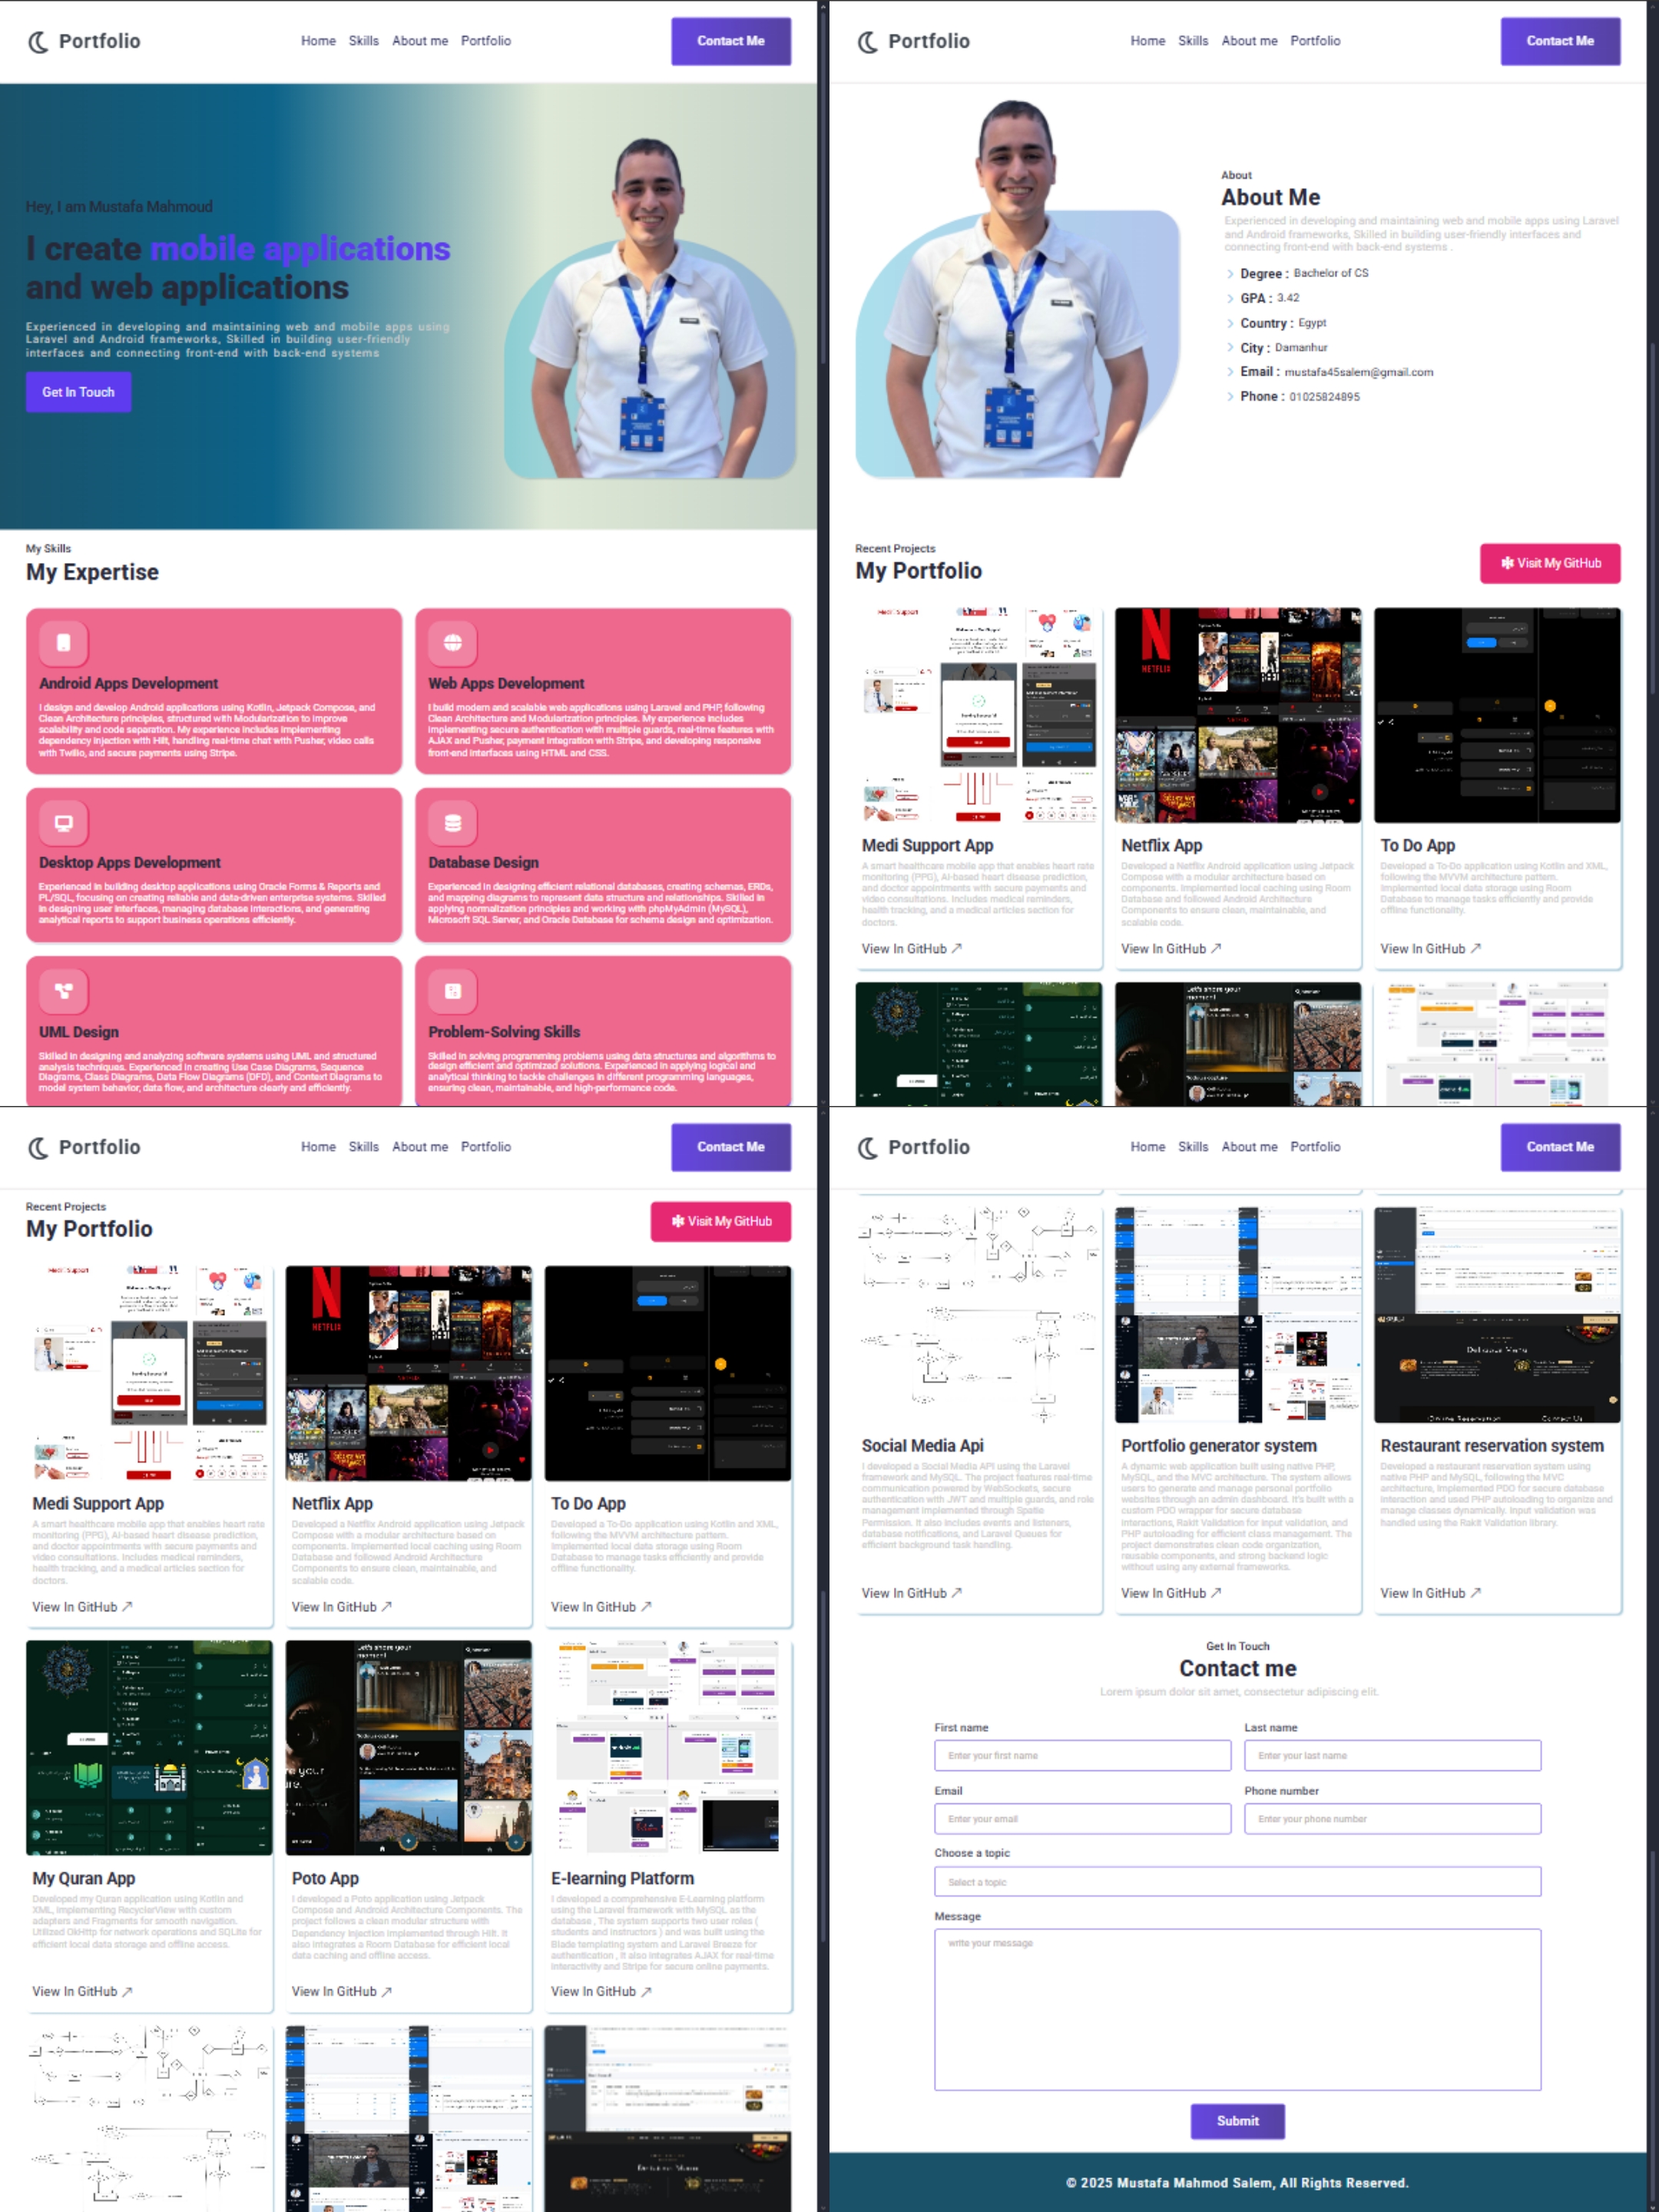 Portfolio
Home Skills About me Portfolio
Contact Me
Hey, I am Mustafa Mahmoud
I create mobile applications
and web applications
Experienced in developing and maintaining web and mobile apps using
Laravel and Android frameworks, Skilled in building user-friendly
interfaces and connecting front-end with back-end systems
Get In Touch
My Skills
My Expertise
Android Apps Development
I design and develop Android applications using Kotlin, Jetpack Compose, and
Clean Architecture principles, structured with Modularization to improve
scalability and code separation. My experience includes implementing
dependency injection with Hilt, handling real-time chat with Pusher, video calls
with Twilio, and secure payments using Stripe.
Web Apps Development
I build modern and scalable web applications using Laravel and PHP, following
Clean Architecture and Modularization principles. My experience includes
implementing secure authentication with multiple guards, real-time features with
AJAX and Pusher, payment integration with Stripe, and developing responsive
front-end interfaces using HTML and CSS.
Desktop Apps Development
Experienced in building desktop applications using Oracle Forms & Reports and
PL/SQL, focusing on creating reliable and data-driven enterprise systems. Skilled
in designing user interfaces, managing database interactions, and generating
analytical reports to support business operations efficiently.
Database Design
Experienced in designing efficient relational databases, creating schemas, ERDs,
and mapping diagrams to represent data structure and relationships. Skilled in
applying normalization principles and working with phpMyAdmin (MySQL),
Microsoft SQL Server, and Oracle Database for schema design and optimization.
UML Design
Skilled in designing and analyzing software systems using UML and structured
analysis techniques. Experienced in creating Use Case Diagrams, Sequence
Diagrams, Class Diagrams, Data Flow Diagrams (DFD), and Context Diagrams to
model system behavior, data flow, and architecture clearly and efficiently.
Problem-Solving Skills
Skilled in solving programming problems using data structures and algorithms to
design efficient and optimized solutions. Experienced in applying logical and
analytical thinking to tackle challenges in different programming languages,
ensuring clean, maintainable, and high-performance code.
Portfolio
Home Skills About me Portfolio
Contact Me
About
About Me
Experienced in developing and maintaining web and mobile apps using Laravel
and Android frameworks, Skilled in building user-friendly interfaces and
connecting front-end with back-end systems .
Degree : Bachelor of CS
GPA : 3.42
Country : Egypt
City : Damanhur
Email : mustafa45salem@gmail.com
Phone : 01025824895
Recent Projects
My Portfolio
Visit My GitHub
NETFLIX
Medi Support App
A smart healthcare mobile app that enables heart rate
monitoring (PPG), AI-based heart disease prediction,
and doctor appointments with secure payments and
video consultations. Includes medical reminders,
health tracking, and a medical articles section for
doctors.
View In GitHub
Netflix App
Developed a Netflix Android application using Jetpack
Compose with a modular architecture based on
components. Implemented local caching using Room
Database and followed Android Architecture
Components to ensure clean, maintainable, and
scalable code.
View In GitHub
To Do App
Developed a To-Do application using Kotlin and XML,
following the MVVM architecture pattern.
Implemented local data storage using Room
Database to manage tasks efficiently and provide
offline functionality.
View In GitHub
Let's share your
moment!
Portfolio
Home Skills About me Portfolio
Contact Me
Recent Projects
My Portfolio
Visit My GitHub
NETFLIX
Medi Support App
A smart healthcare mobile app that enables heart rate
monitoring (PPG), AI-based heart disease prediction,
and doctor appointments with secure payments and
video consultations. Includes medical reminders,
health tracking, and a medical articles section for
doctors.
View In GitHub
Netflix App
Developed a Netflix Android application using Jetpack
Compose with a modular architecture based on
components. Implemented local caching using Room
Database and followed Android Architecture
Components to ensure clean, maintainable, and
scalable code.
View In GitHub
To Do App
Developed a To-Do application using Kotlin and XML,
following the MVVM architecture pattern.
Implemented local data storage using Room
Database to manage tasks efficiently and provide
offline functionality.
View In GitHub
Let's share your
moment!
My Quran App
Developed my Quran application using Kotlin and
XML, implementing RecyclerView with custom
adapters and Fragments for smooth navigation.
Utilized OkHttp for network operations and SQLite for
efficient local data storage and offline access.
View In GitHub
Poto App
I developed a Poto application using Jetpack
Compose and Android Architecture Components. The
project follows a clean modular structure with
Dependency Injection implemented through Hilt. It
also integrates a Room Database for efficient local
data caching and offline access.
View In GitHub
E-learning Platform
I developed a comprehensive E-Learning platform
using the Laravel framework with MySQL as the
database , The system supports two user roles (
students and instructors ) and was built using the
Blade templating system and Laravel Breeze for
authentication , It also integrates AJAX for real-time
interactivity and Stripe for secure online payments.
View In GitHub
Portfolio
Home Skills About me Portfolio
Contact Me
Delicious Menu
Online Reservation Contact Us
Social Media Api
I developed a Social Media API using the Laravel
framework and MySQL. The project features real-time
communication powered by WebSockets, secure
authentication with JWT and multiple guards, and role
management implemented through Spatie
Permission. It also includes events and listeners,
database notifications, and Laravel Queues for
efficient background task handling.
View In GitHub
Portfolio generator system
A dynamic web application built using native PHP,
MySQL, and the MVC architecture. The system allows
users to generate and manage personal portfolio
websites through an admin dashboard. It's built with a
custom PDO wrapper for secure database
interactions, Rakit Validation for input validation, and
PHP autoloading for efficient class management. The
project demonstrates clean code organization,
reusable components, and strong backend logic
without using any external frameworks.
View In GitHub
Restaurant reservation system
Developed a restaurant reservation system using
native PHP and MySQL, following the MVC
architecture, Implemented PDO for secure database
interaction and used PHP autoloading to organize and
manage classes dynamically. Input validation was
handled using the Rakit Validation library.
View In GitHub
Get In Touch
Contact me
Lorem ipsum dolor sit amet, consectetur adipiscing elit.
First name
Enter your first name
Last name
Enter your last name
Email
Enter your email
Phone number
Enter your phone number
Choose a topic
Select a topic
Message
write your message
Submit
© 2025 Mustafa Mahmod Salem, All Rights Reserved.